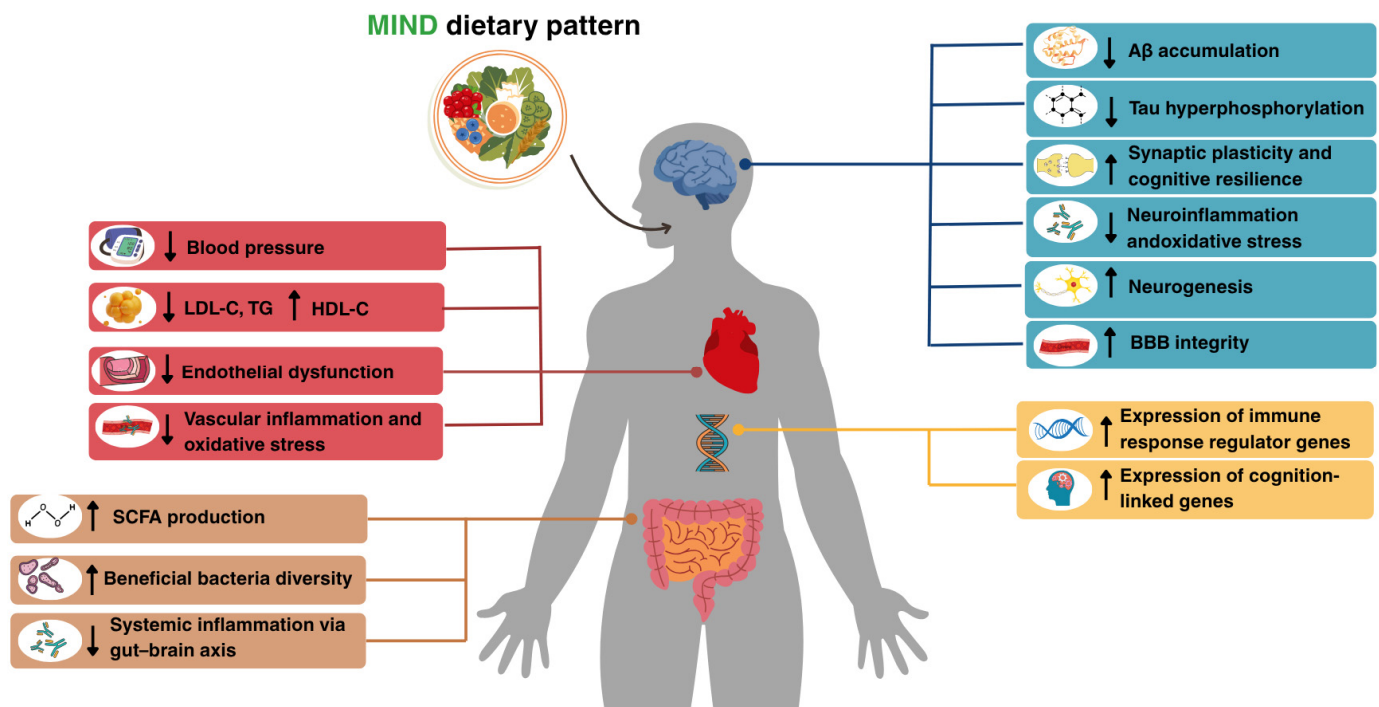 MIND dietary pattern
Blood pressure
LDL-C, TG ↑ HDL-C
Endothelial dysfunction
Vascular inflammation and
oxidative stress
H O O H
SCFA production
Beneficial bacteria diversity
Systemic inflammation via
gut–brain axis
Aβ accumulation
Tau hyperphosphorylation
Synaptic plasticity and
cognitive resilience
Neuroinflammation
andoxidative stress
Neurogenesis
BBB integrity
Expression of immune
response regulator genes
Expression of cognition-
linked genes